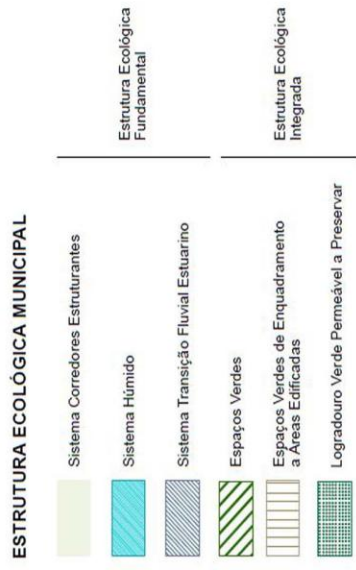 ESTRUTURA ECOLÓGICA MUNICIPAL
Sistema Corredores Estruturantes
Sistema Húmido
Sistema Transição Fluvial Estuarino
Estrutura Ecológica
Fundamental
Espaços Verdes
Espaços Verdes de Enquadramento
a Áreas Edificadas
Logradouro Verde Permeável a Preservar
Estrutura Ecológica
Integrada